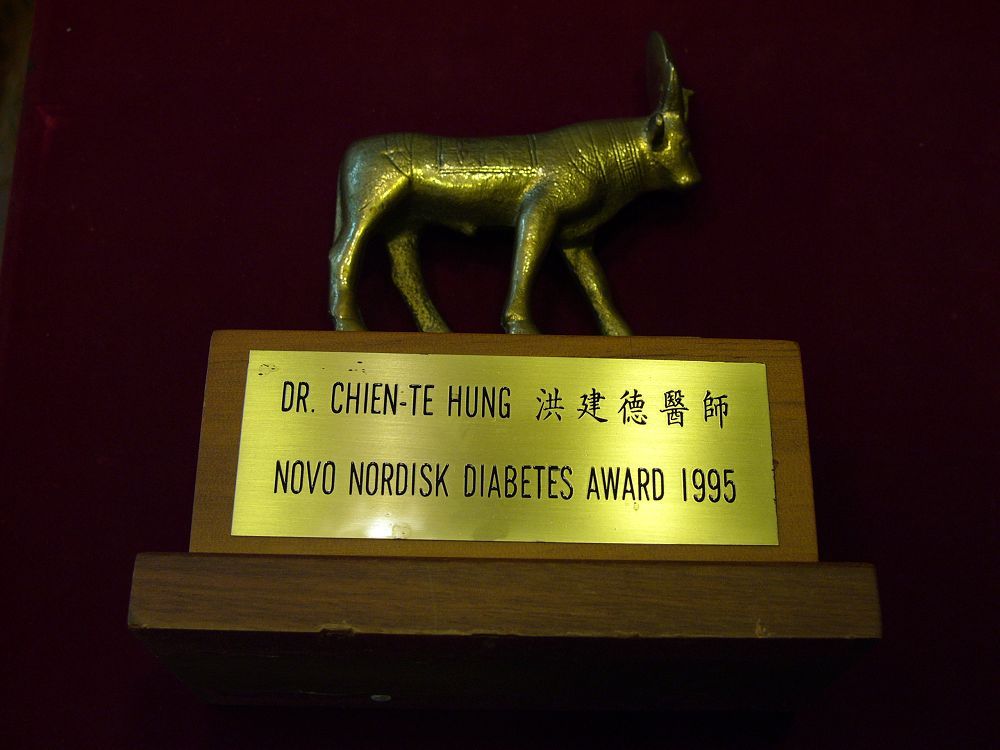 DR. CHIEN-TE HUNG 洪建德醫師
NOVO NORDISK DIABETES AWARD 1995